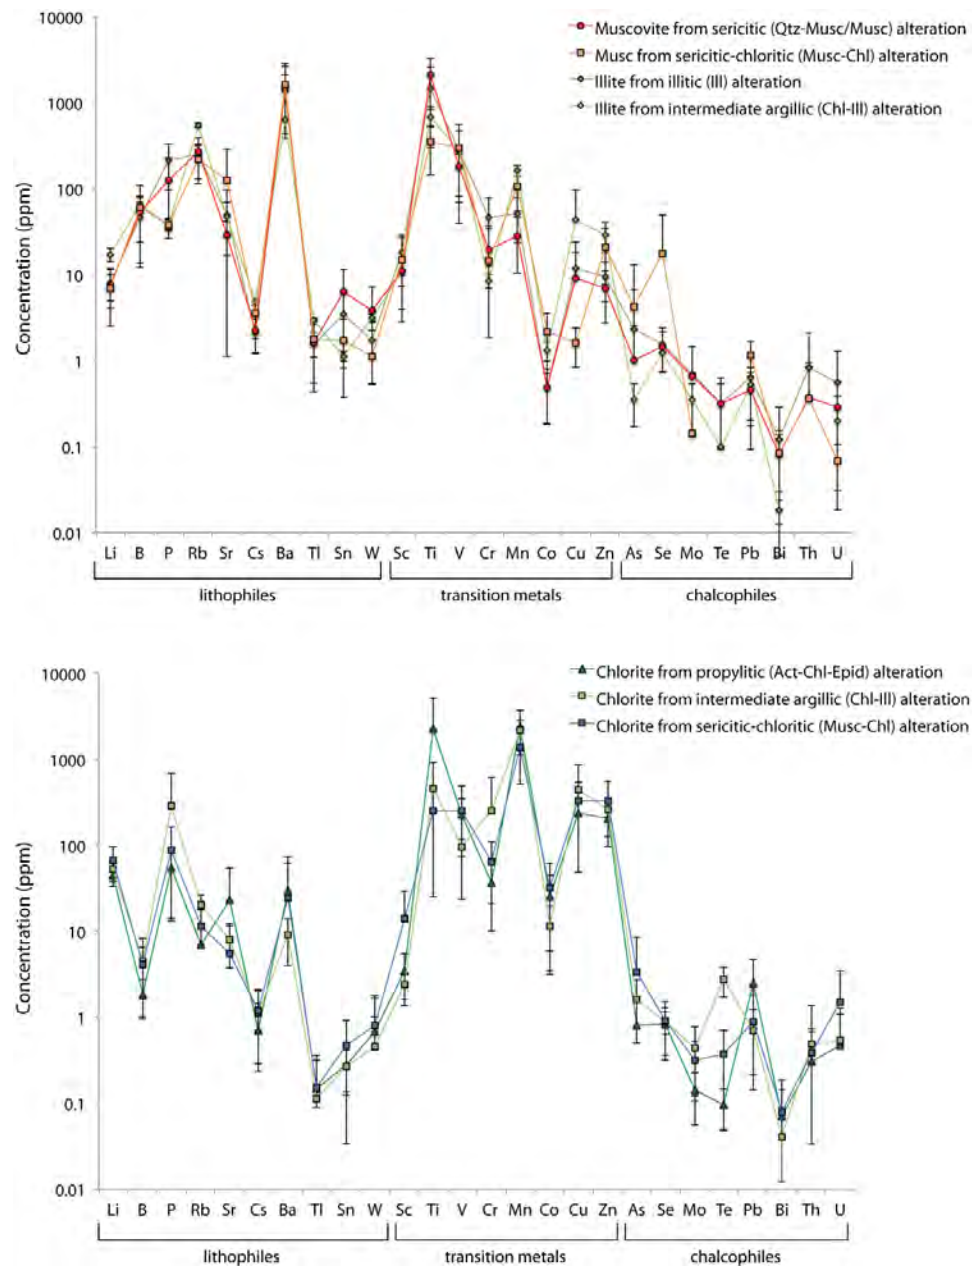 10000
1000
100
10
1
0.1
0.01
Concentration (ppm)
Muscovite from sericitic (Qtz-Musc/Musc) alteration
Musc from sericitic-chloritic (Musc-Chl) alteration
Illite from illitic (Ill) alteration
Illite from intermediate argillic (Chl-Ill) alteration
Li B P Rb Sr Cs Ba Tl Sn W Sc Ti V Cr Mn Co Cu Zn As Se Mo Te Pb Bi Th U
lithophiles transition metals chalcophiles
10000
1000
100
10
1
0.1
0.01
Concentration (ppm)
Chlorite from propylitic (Act-Chl-Epid) alteration
Chlorite from intermediate argillic (Chl-Ill) alteration
Chlorite from sericitic-chloritic (Musc-Chl) alteration
Li B P Rb Sr Cs Ba Tl Sn W Sc Ti V Cr Mn Co Cu Zn As Se Mo Te Pb Bi Th U
lithophiles transition metals chalcophiles